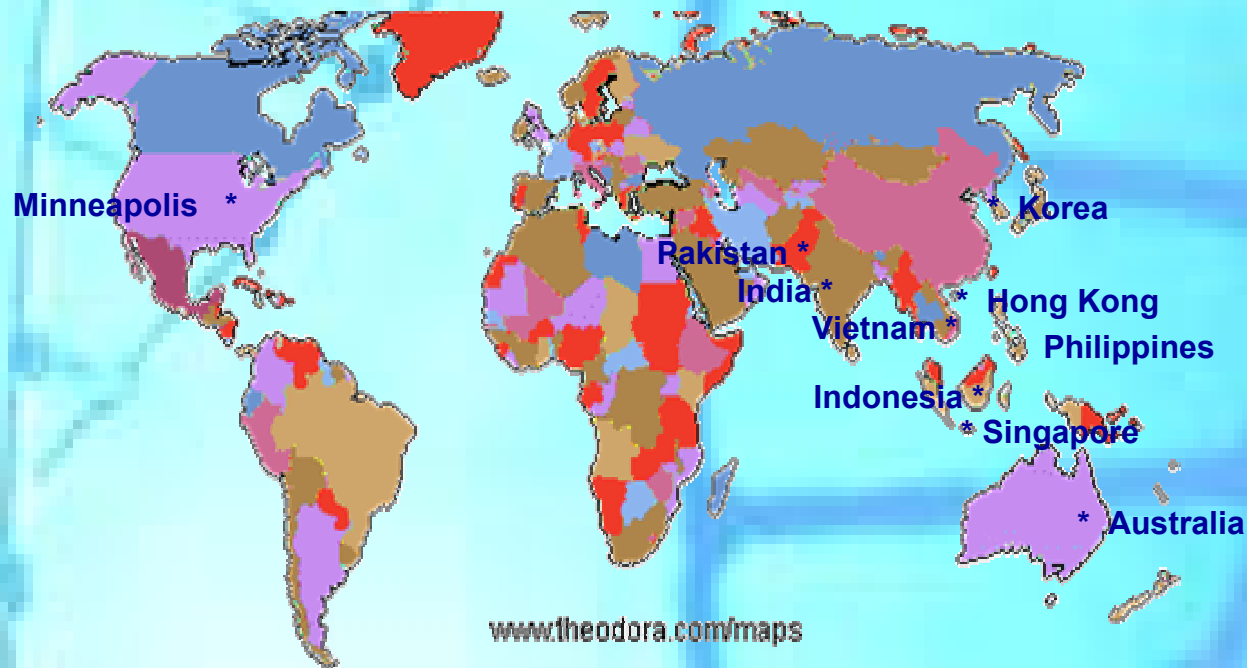 Minneapolis *
* Korea
Pakistan *
India *
* Hong Kong
Vietnam *
* Philippines
Indonesia *
* Singapore
* Australia
www.theodora.com/maps